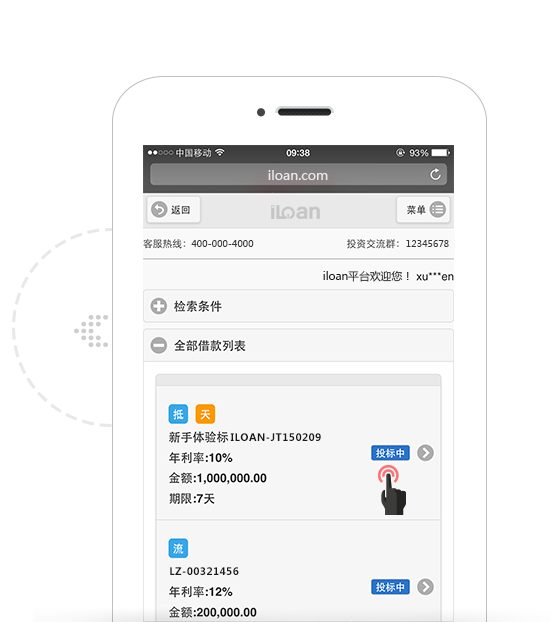 中国移动 09:38 93%
iloan.com
返回 iLoan 菜单
客服热线：400-000-4000 投资交流群：12345678
iloan平台欢迎您！ xu***en
检索条件
全部借款列表
抵 天
新手体验标ILOAN-JT150209
年利率:10% 投标中
金额:1,000,000.00
期限:7天
流
LZ-00321456
年利率:12% 投标中
金额:200,000.00